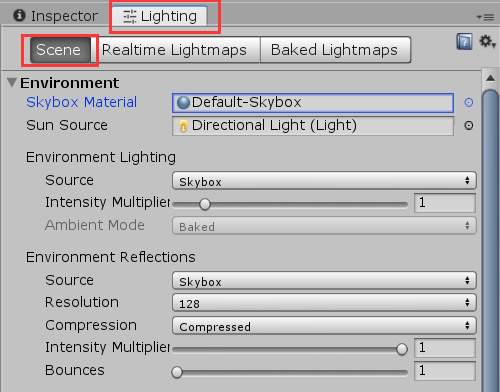 Inspector Lighting
Scene Realtime Lightmaps Baked Lightmaps
Environment
Skybox Material Default-Skybox
Sun Source Directional Light (Light)
Environment Lighting
Source Skybox
Intensity Multiplier 1
Ambient Mode Baked
Environment Reflections
Source Skybox
Resolution 128
Compression Compressed
Intensity Multiplier 1
Bounces 1